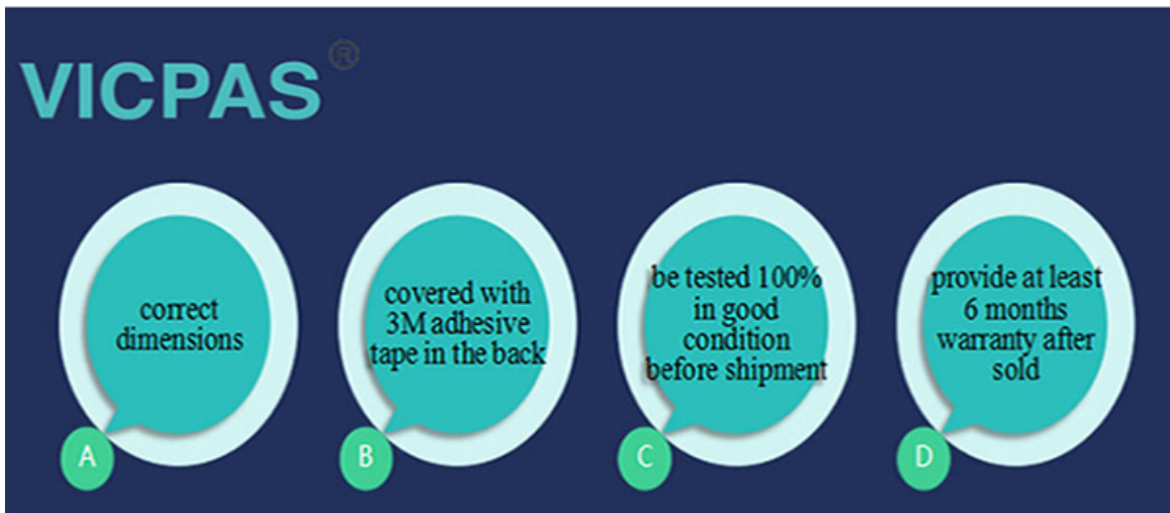 VICPAS®
correct
dimensions
A
covered with
3M adhesive
tape in the back
B
be tested 100%
in good
condition
before shipment
C
provide at least
6 months
warranty after
sold
D